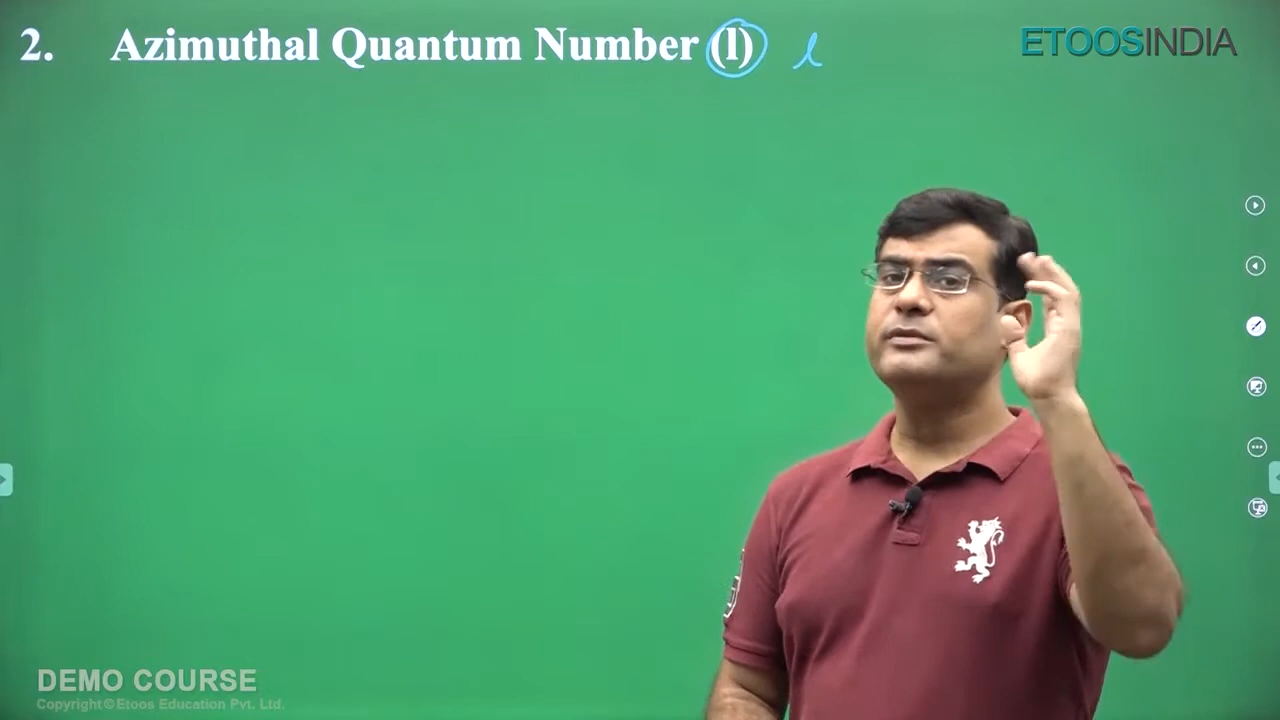 2. Azimuthal Quantum Number (l) l
ETOOSINDIA
DEMO COURSE
Copyright©Etoos Education Pvt. Ltd.